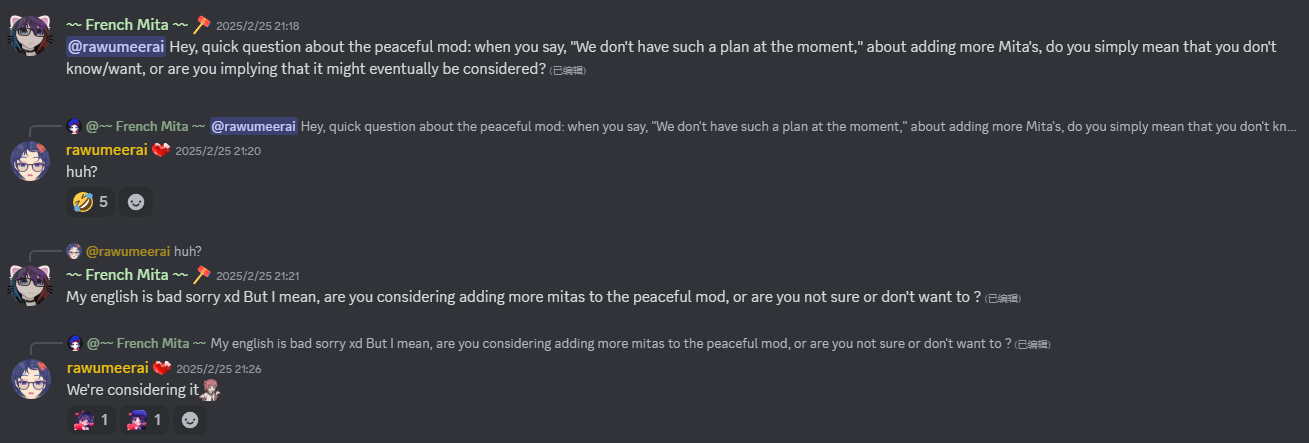 ~~ French Mita ~~ 2025/2/25 21:18
@rawumeerai Hey, quick question about the peaceful mod: when you say, "We don't have such a plan at the moment," about adding more Mita's, do you simply mean that you don't
know/want, or are you implying that it might eventually be considered? (已编辑)
@~~ French Mita ~~ @rawumeerai Hey, quick question about the peaceful mod: when you say, "We don't have such a plan at the moment," about adding more Mita's, do you simply mean that you don't kn...
rawumeerai 2025/2/25 21:20
huh?
5
@rawumeerai huh?
~~ French Mita ~~ 2025/2/25 21:21
My english is bad sorry xd But I mean, are you considering adding more mitas to the peaceful mod, or are you not sure or don't want to ? (已编辑)
@~~ French Mita ~~ My english is bad sorry xd But I mean, are you considering adding more mitas to the peaceful mod, or are you not sure or don't want to ? (已编辑)
rawumeerai 2025/2/25 21:26
We're considering it
1 1